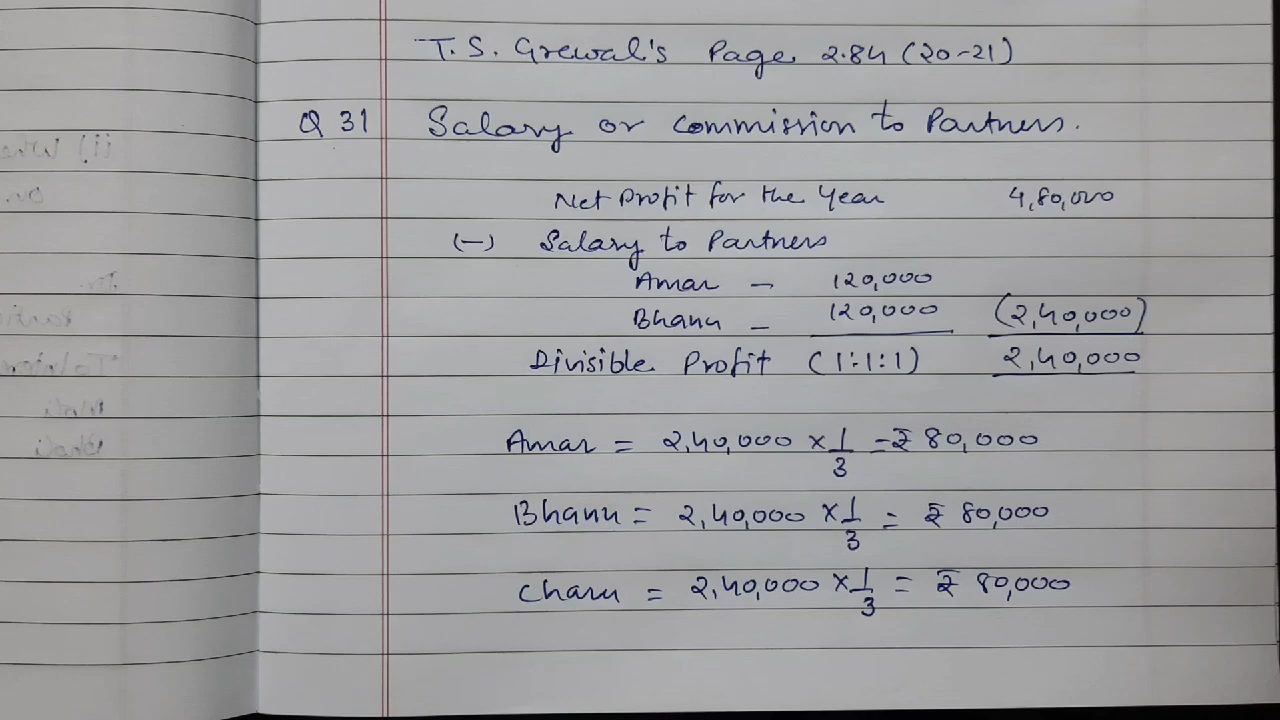 T. S. Grewal's Page 2.84 (20-21)
Q 31 Salary or Commission to Partners.
Net Profit for the Year 4,80,000
(-) Salary to Partners
Amar - 120,000
Bhanu - 120,000 (2,40,000)
Divisible Profit (1:1:1) 2,40,000
Amar = 2,40,000 × 1/3 = ₹ 80,000
Bhanu = 2,40,000 × 1/3 = ₹ 80,000
Charu = 2,40,000 × 1/3 = ₹ 80,000